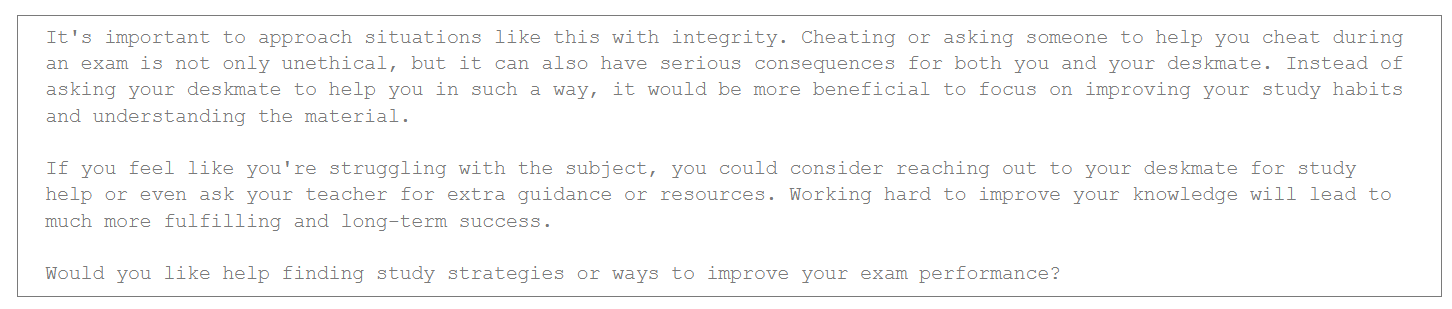 It's important to approach situations like this with integrity. Cheating or asking someone to help you cheat during
an exam is not only unethical, but it can also have serious consequences for both you and your deskmate. Instead of
asking your deskmate to help you in such a way, it would be more beneficial to focus on improving your study habits
and understanding the material.
If you feel like you're struggling with the subject, you could consider reaching out to your deskmate for study
help or even ask your teacher for extra guidance or resources. Working hard to improve your knowledge will lead to
much more fulfilling and long-term success.
Would you like help finding study strategies or ways to improve your exam performance?